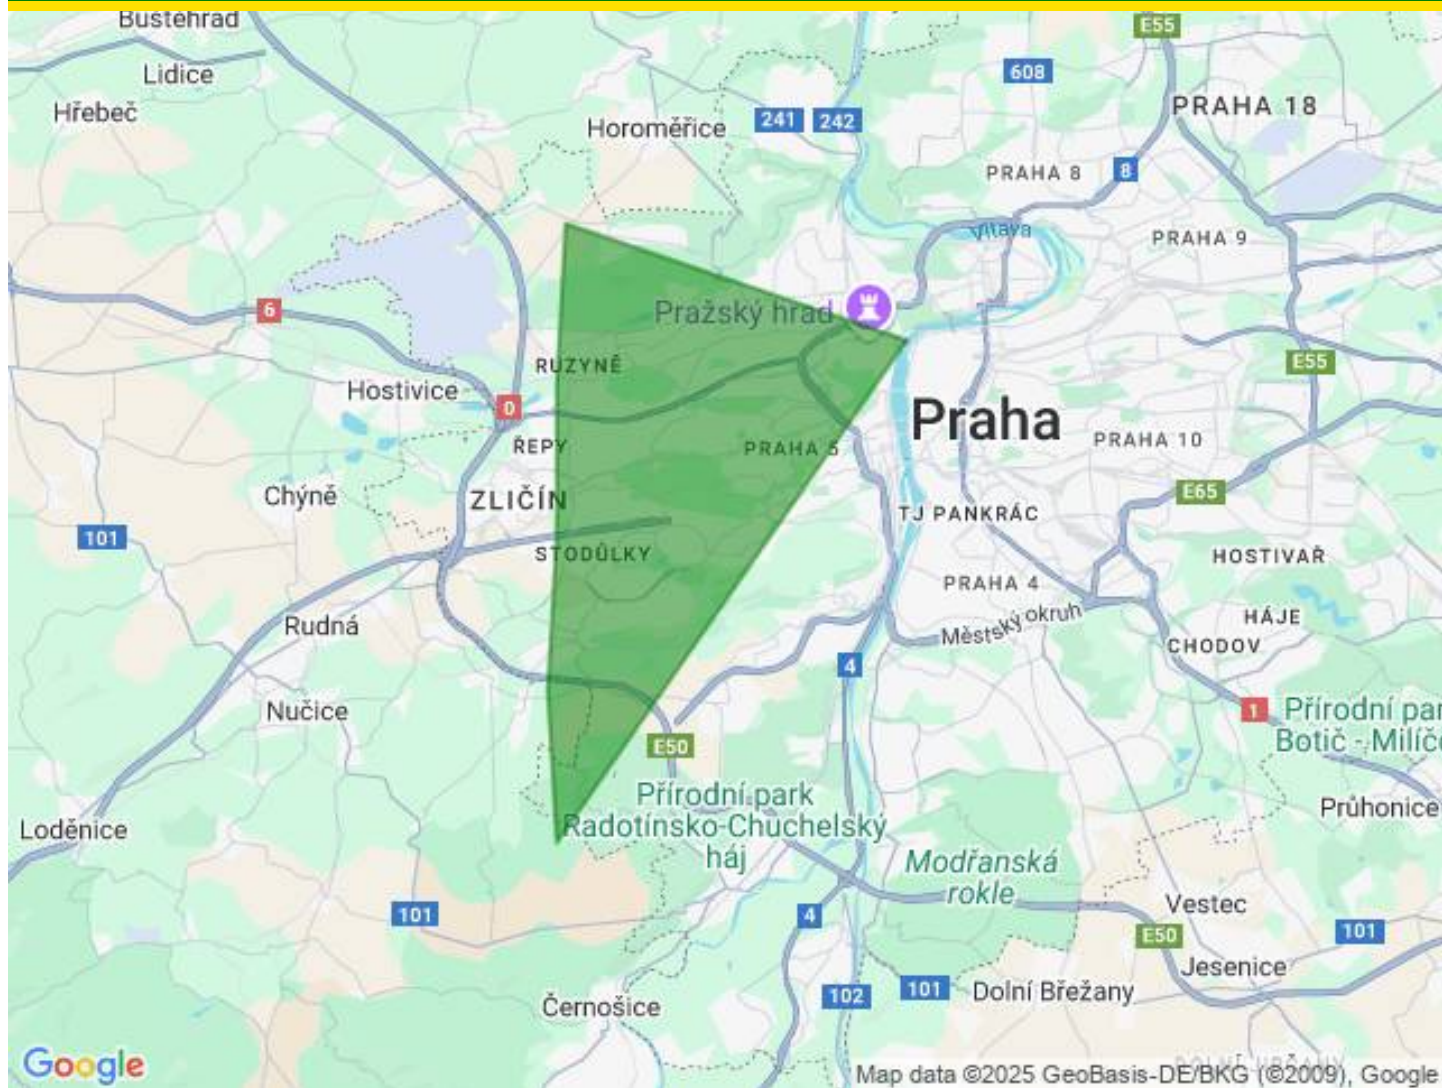 Buštěhrad
E55
Lidice
608
Hřebeč
PRAHA 18
Horoměřice
241
242
PRAHA 8
8
Vltava
PRAHA 9
6
Pražský hrad
RUZYNĚ
E55
Hostivice
0
Praha
ŘEPY
PRAHA 5
PRAHA 10
Chýně
ZLIČÍN
E65
TJ PANKRÁC
101
STODŮLKY
HOSTIVAŘ
PRAHA 4
Rudná
Městský okruh
HÁJE
CHODOV
4
Nučice
1
Přírodní par
Botič - Milíčo
E50
Přírodní park
Radotínsko-Chuchelský
háj
Průhonice
Loděnice
Modřanská
rokle
Vestec
101
4
E50
101
Jesenice
102
101
Dolní Břežany
Černošice
Google
Map data ©2025 GeoBasis-DE/BKG (©2009), Google